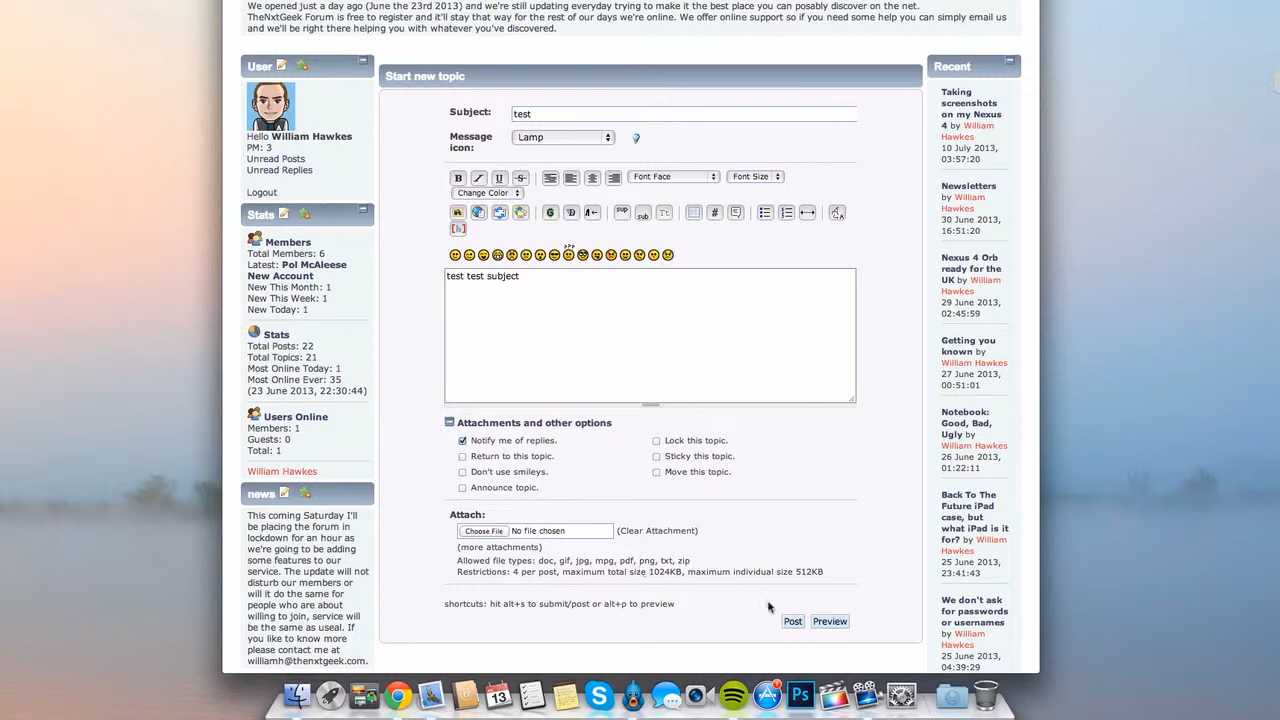 We opened just a day ago (June the 23rd 2013) and we're still updating everyday trying to make it the best place you can posably discover on the net.
TheNxtGeek Forum is free to register and it'll stay that way for the rest of our days we're online. We offer online support so if you need some help you can simply email us
and we'll be right there helping you with whatever you've discovered.
User
Hello William Hawkes
PM: 3
Unread Posts
Unread Replies
Logout
Stats
Members
Total Members: 6
Latest: Pol McAleese
New Account
New This Month: 1
New This Week: 1
New Today: 1
Stats
Total Posts: 22
Total Topics: 21
Most Online Today: 1
Most Online Ever: 35
(23 June 2013, 22:30:44)
Users Online
Members: 1
Guests: 0
Total: 1
William Hawkes
news
This coming Saturday I'll
be placing the forum in
lockdown for an hour as
we're going to be adding
some features to our
service. The update will not
disturb our members or
will it do the same for
people who are about
willing to join, service will
be the same as useal. If
you like to know more
please contact me at
williamh@thenxtgeek.com.
Start new topic
Subject: test
Message
icon:
Lamp
B I U S
Font Face
Font Size
Change Color
sup
sub
Tt
#
test test subject
Attachments and other options
Notify me of replies.
Lock this topic.
Return to this topic.
Sticky this topic.
Don't use smileys.
Move this topic.
Announce topic.
Attach:
Choose File No file chosen (Clear Attachment)
(more attachments)
Allowed file types: doc, gif, jpg, mpg, pdf, png, txt, zip
Restrictions: 4 per post, maximum total size 1024KB, maximum individual size 512KB
shortcuts: hit alt+s to submit/post or alt+p to preview
Post Preview
Recent
Taking
screenshots
on my Nexus
4 by William
Hawkes
10 July 2013,
03:57:20
Newsletters
by William
Hawkes
30 June 2013,
16:51:20
Nexus 4 Orb
ready for the
UK by William
Hawkes
29 June 2013,
02:45:59
Getting you
known by
William Hawkes
27 June 2013,
00:51:01
Notebook:
Good, Bad,
Ugly by
William Hawkes
26 June 2013,
01:22:11
Back To The
Future iPad
case, but
what iPad is
it for? by
William Hawkes
25 June 2013,
23:41:43
We don't ask
for passwords
or usernames
by William
Hawkes
25 June 2013,
04:39:29
13
Ps